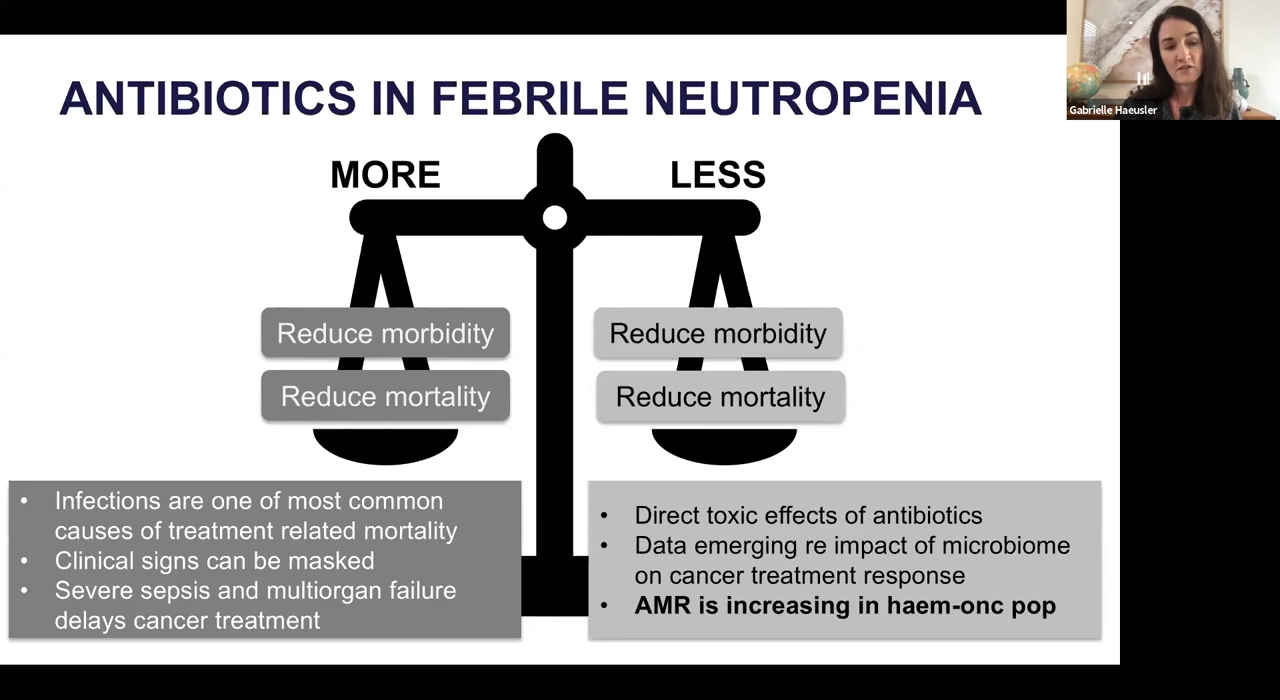 ANTIBIOTICS IN FEBRILE NEUTROPENIA
Gabrielle Haeusler
MORE
LESS
Reduce morbidity
Reduce mortality
Reduce morbidity
Reduce mortality
• Infections are one of most common
causes of treatment related mortality
• Clinical signs can be masked
• Severe sepsis and multiorgan failure
delays cancer treatment
• Direct toxic effects of antibiotics
• Data emerging re impact of microbiome
on cancer treatment response
• AMR is increasing in haem-onc pop